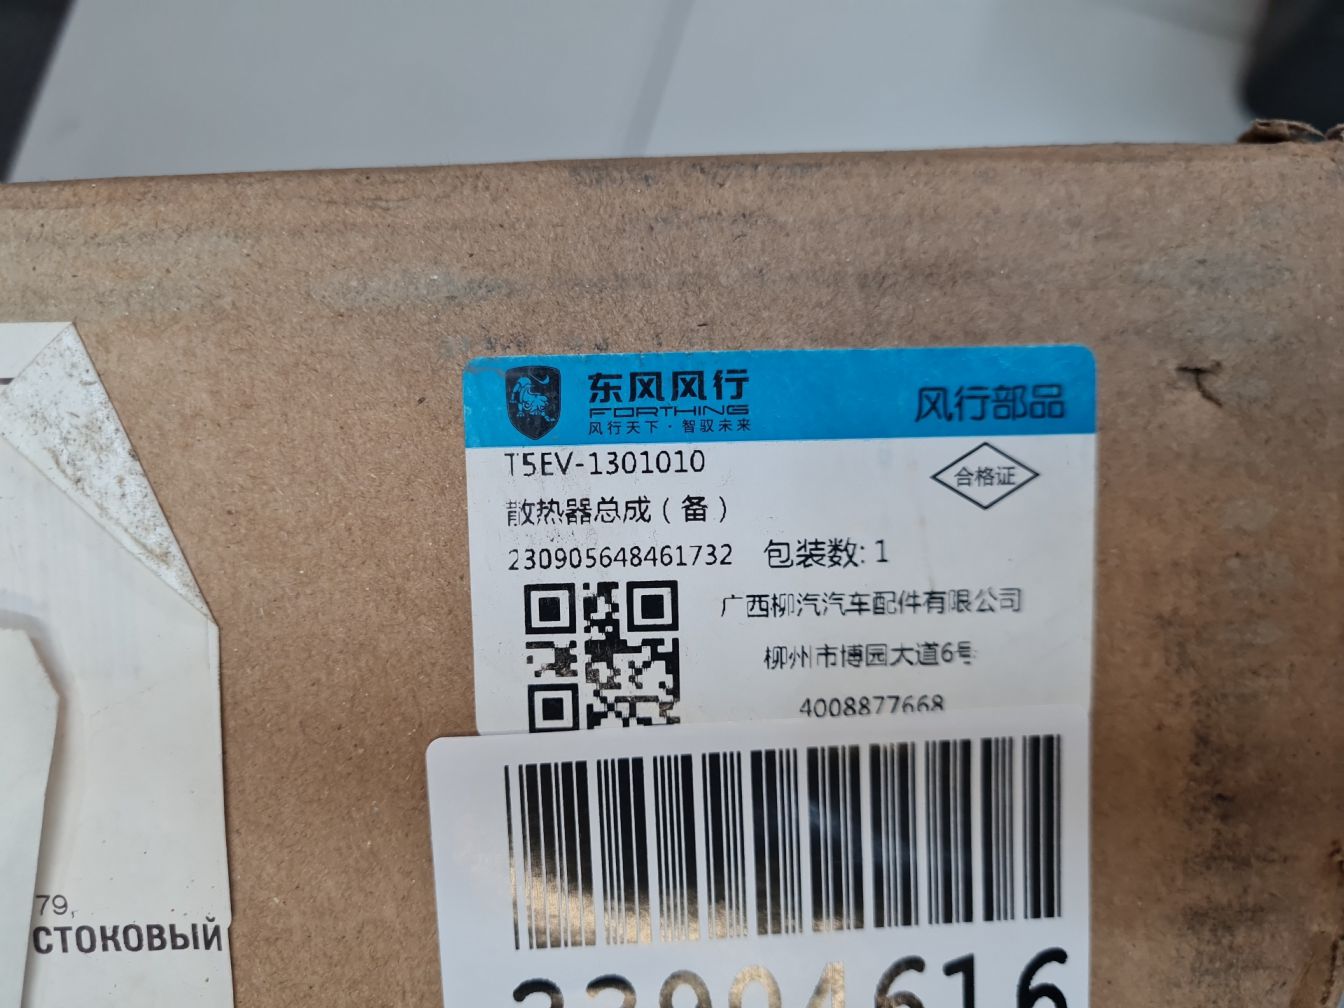 东风风行
FORTHING
风行天下·智驭未来
风行部品
T5EV-1301010
合格证
散热器总成(备)
230905648461732 包装数: 1
广西柳汽汽车配件有限公司
柳州市博园大道6号
4008877668
23904616
79,
СТОКОВЫЙ